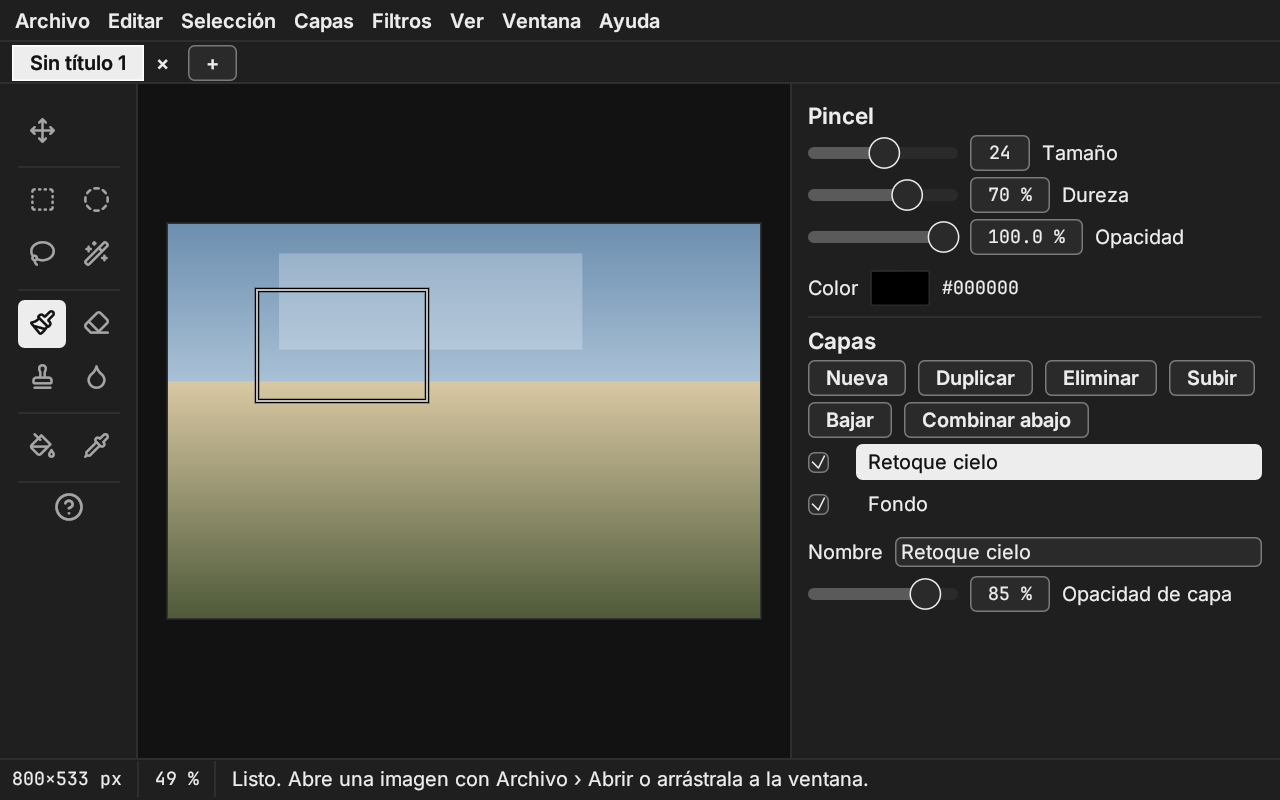 Archivo Editar Selección Capas Filtros Ver Ventana Ayuda
Sin título 1 × +
Pincel
24 Tamaño
70 % Dureza
100.0 % Opacidad
Color #000000
Capas
Nueva Duplicar Eliminar Subir
Bajar Combinar abajo
Retoque cielo
Fondo
Nombre Retoque cielo
85 % Opacidad de capa
800×533 px 49 % Listo. Abre una imagen con Archivo › Abrir o arrástrala a la ventana.